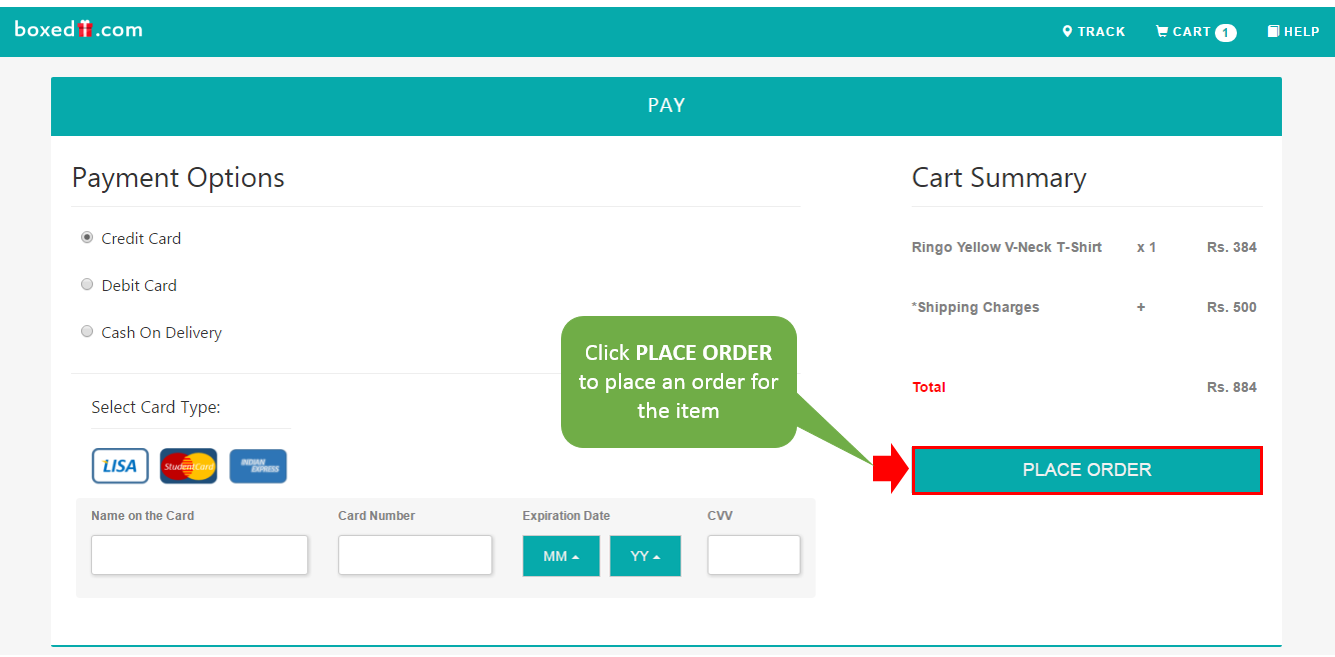 boxed.com
TRACK
CART 1
HELP
PAY
Payment Options
Credit Card
Debit Card
Cash On Delivery
Select Card Type:
LISA
Student Card
INDIAN
EXPRESS
Name on the Card
Card Number
Expiration Date
CVV
MM
YY
Cart Summary
Ringo Yellow V-Neck T-Shirt x 1 Rs. 384
*Shipping Charges + Rs. 500
Total Rs. 884
Click PLACE ORDER
to place an order for
the item
PLACE ORDER